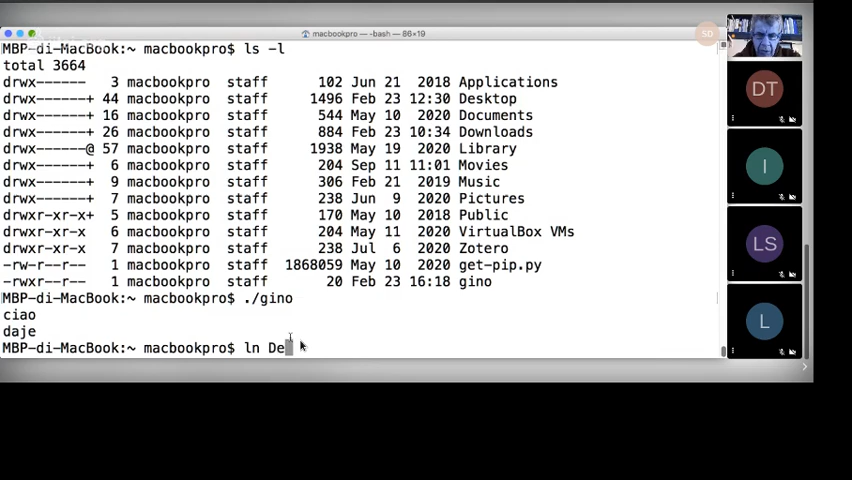 macbookpro — -bash — 86×19
SD
MBP-di-MacBook:~ macbookpro$ ls -l
total 3664
drwx------   3 macbookpro  staff      102 Jun 21  2018 Applications
drwx------+ 44 macbookpro  staff     1496 Feb 23 12:30 Desktop
drwx------+ 16 macbookpro  staff      544 May 10  2020 Documents
drwx------+ 26 macbookpro  staff      884 Feb 23 10:34 Downloads
drwx------@ 57 macbookpro  staff     1938 May 19  2020 Library
drwx------+  6 macbookpro  staff      204 Sep 11 11:01 Movies
drwx------+  9 macbookpro  staff      306 Feb 21  2019 Music
drwx------+  7 macbookpro  staff      238 Jun  9  2020 Pictures
drwxr-xr-x+  5 macbookpro  staff      170 May 10  2018 Public
drwxr-xr-x   6 macbookpro  staff      204 May 11  2020 VirtualBox VMs
drwxr-xr-x   7 macbookpro  staff      238 Jul  6  2020 Zotero
-rw-r--r--   1 macbookpro  staff  1868059 May 10  2020 get-pip.py
-rwxr--r--   1 macbookpro  staff       20 Feb 23 16:18 gino
MBP-di-MacBook:~ macbookpro$ ./gino
ciao
daje
MBP-di-MacBook:~ macbookpro$ ln De
DT
I
LS
L